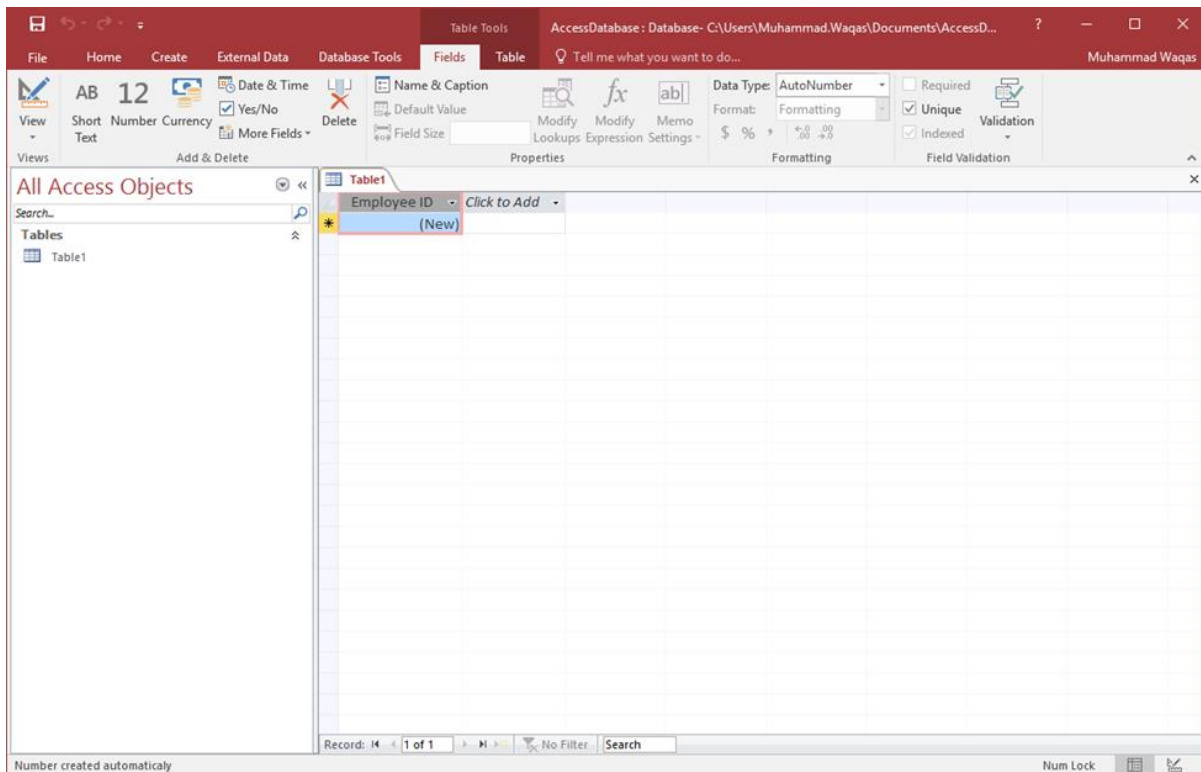 Table Tools
AccessDatabase : Database- C:\Users\Muhammad.Waqas\Documents\AccessD...
?
File Home Create External Data Database Tools Fields Table Tell me what you want to do... Muhammad Waqas
View
AB Short Text
12 Number
Currency
Date & Time
Yes/No
More Fields
Delete
Name & Caption
Default Value
Field Size
Modify Lookups
fx Modify Expression
ab| Memo Settings
Data Type: AutoNumber
Format: Formatting
$ % ,
Required
Unique
Indexed
Validation
Views Add & Delete Properties Formatting Field Validation
All Access Objects
Search...
Tables
Table1
Table1
Employee ID Click to Add
(New)
Record: 1 of 1 No Filter Search
Number created automaticaly Num Lock